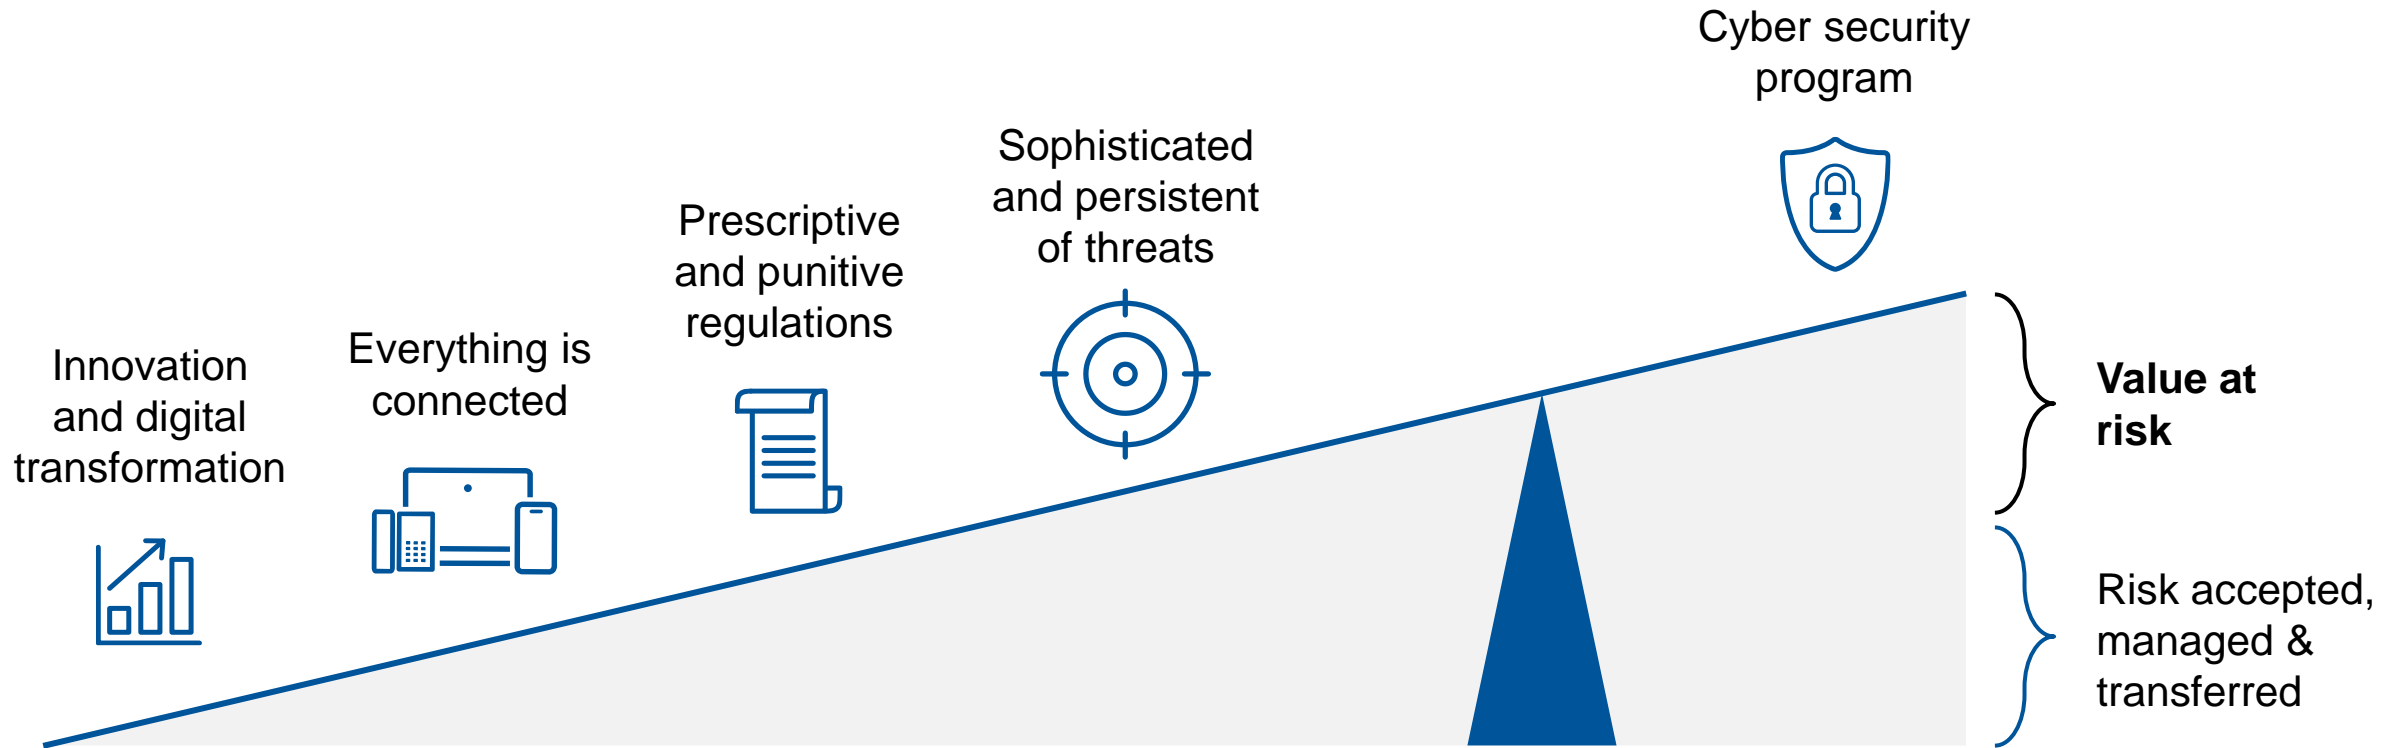 Innovation
and digital
transformation
Everything is
connected
Prescriptive
and punitive
regulations
Sophisticated
and persistent
of threats
Cyber security
program
Value at
risk
Risk accepted,
managed &
transferred